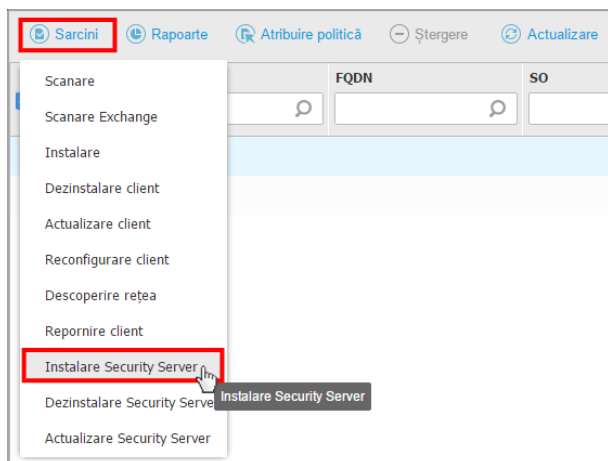 Sarcini Rapoarte Atribuire politică Ștergere Actualizare
FQDN SO
Scanare
Scanare Exchange
Instalare
Dezinstalare client
Actualizare client
Reconfigurare client
Descoperire rețea
Repornire client
Instalare Security Server
Instalare Security Server
Dezinstalare Security Serve
Actualizare Security Server